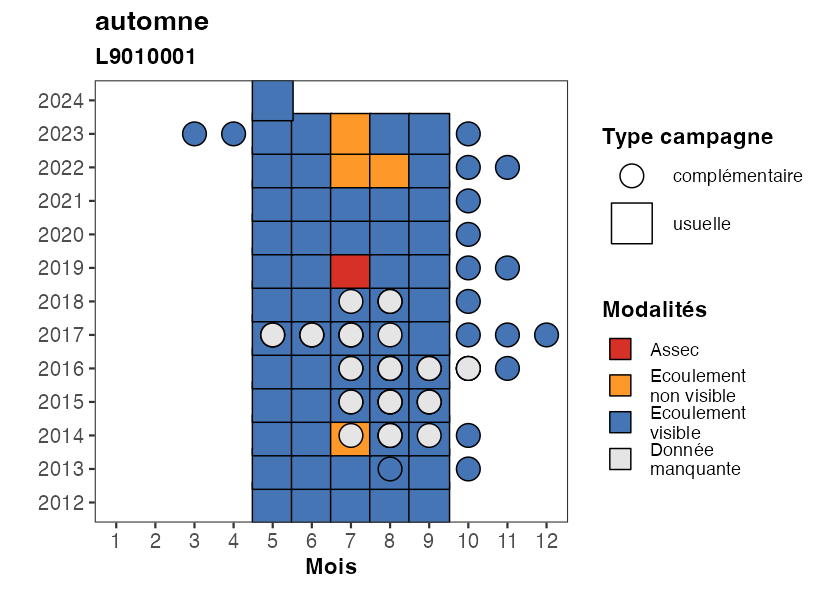 automne
L9010001
2024
2023
2022
2021
2020
2019
2018
2017
2016
2015
2014
2013
2012
1 2 3 4 5 6 7 8 9 10 11 12
Mois
Type campagne
complémentaire
usuelle
Modalités
Assec
Ecoulement
non visible
Ecoulement
visible
Donnée
manquante